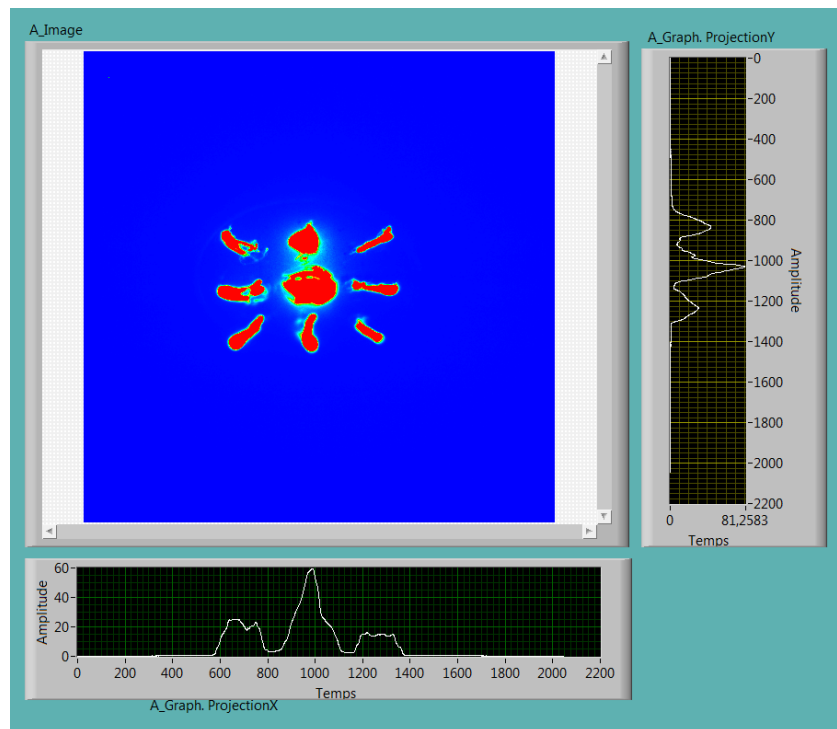 A_Image
A_Graph. ProjectionY
0
200
400
600
800
1000
1200
1400
1600
1800
2000
2200
Amplitude
0 81,2583
Temps
60
40
20
0
Amplitude
0 200 400 600 800 1000 1200 1400 1600 1800 2000 2200
Temps
A_Graph. ProjectionX